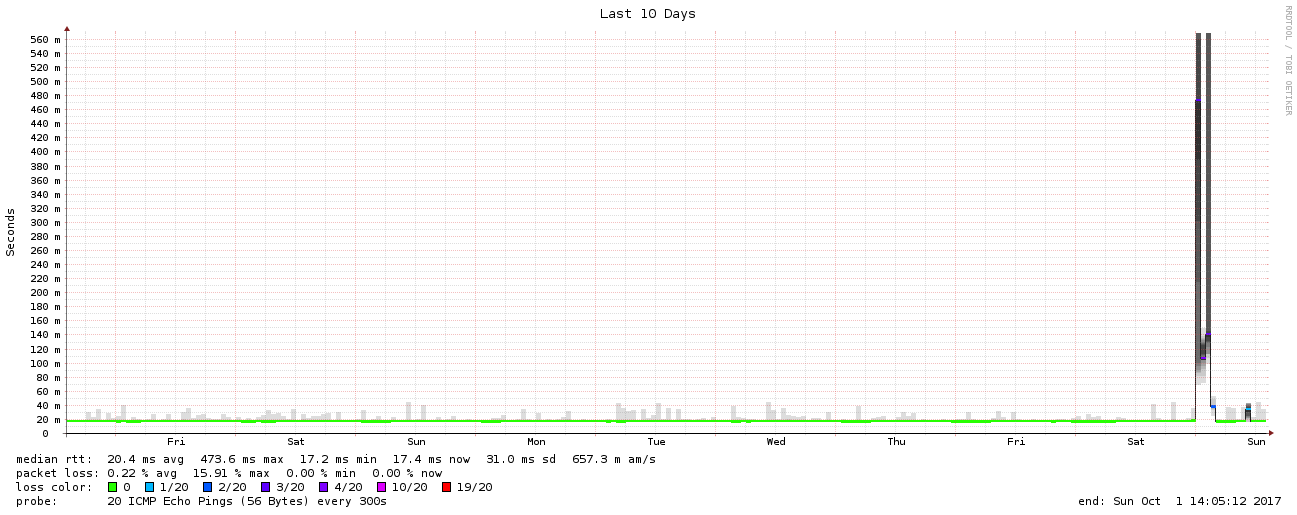 Last 10 Days
RRDTOOL / TOBI OETIKER
Seconds
560 m
540 m
520 m
500 m
480 m
460 m
440 m
420 m
400 m
380 m
360 m
340 m
320 m
300 m
280 m
260 m
240 m
220 m
200 m
180 m
160 m
140 m
120 m
100 m
80 m
60 m
40 m
20 m
0
Fri Sat Sun Mon Tue Wed Thu Fri Sat Sun
median rtt: 20.4 ms avg 473.6 ms max 17.2 ms min 17.4 ms now 31.0 ms sd 657.3 m am/s
packet loss: 0.22 % avg 15.91 % max 0.00 % min 0.00 % now
loss color: 0 1/20 2/20 3/20 4/20 10/20 19/20
probe: 20 ICMP Echo Pings (56 Bytes) every 300s end: Sun Oct 1 14:05:12 2017